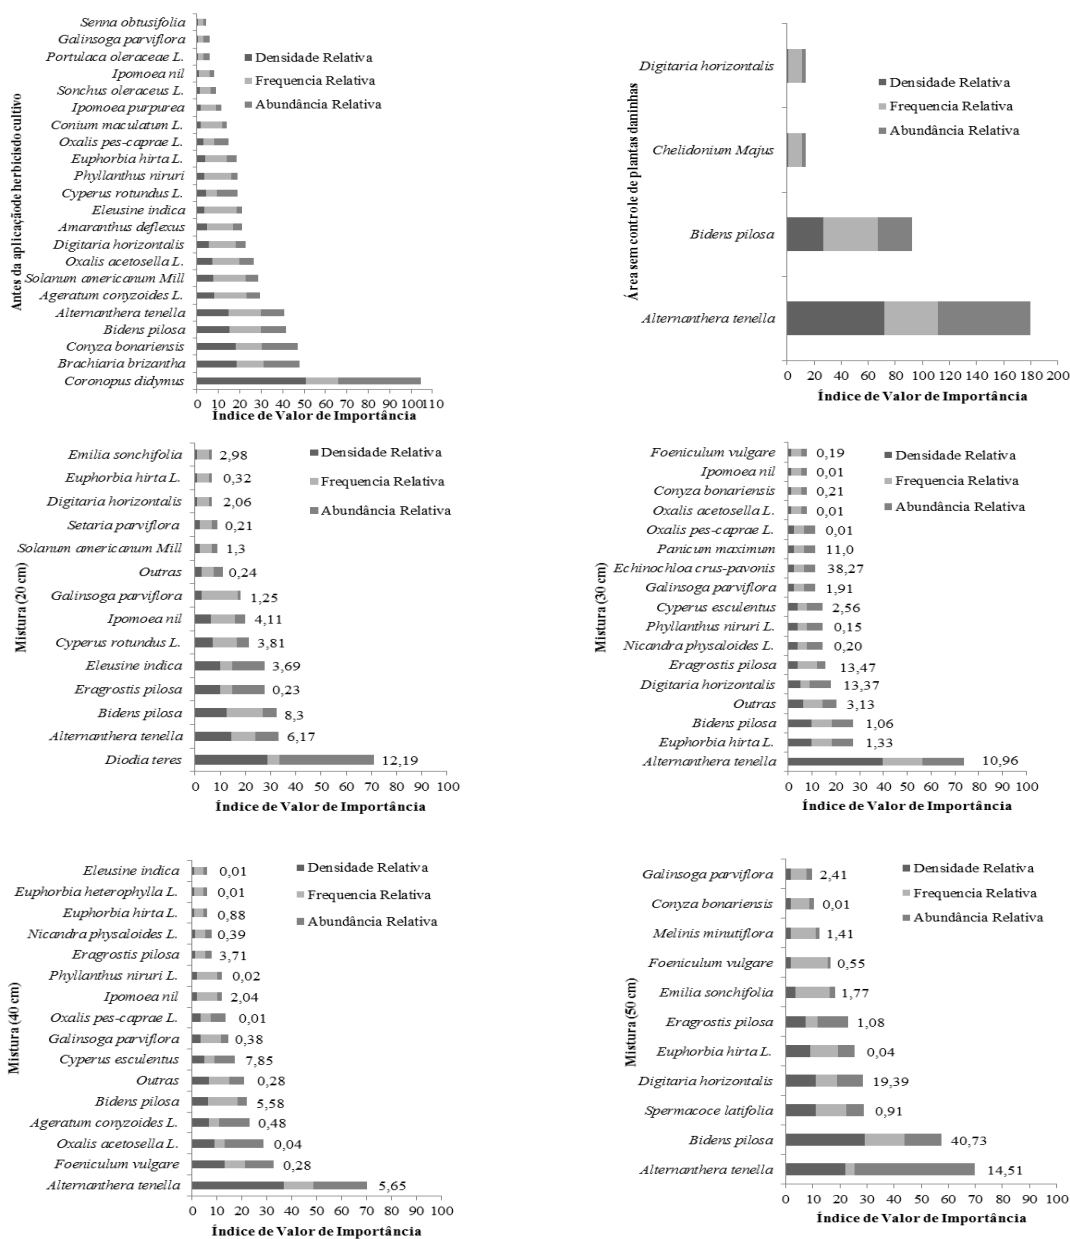 Antes da aplicaçãode herbicisdo cultivo
Senna obtusifolia
Galinsoga parviflora
Portulaca oleraceae L.
Ipomoea nil
Sonchus oleraceus L.
Ipomoea purpurea
Conium maculatum L.
Oxalis pes-caprae L.
Euphorbia hirta L.
Phyllanthus niruri
Cyperus rotundus L.
Eleusine indica
Amaranthus deflexus
Digitaria horizontalis
Oxalis acetosella L.
Solanum americanum Mill
Ageratum conyzoides L.
Alternanthera tenella
Bidens pilosa
Conyza bonariensis
Brachiaria brizantha
Coronopus didymus
Densidade Relativa
Frequencia Relativa
Abundância Relativa
0 10 20 30 40 50 60 70 80 90 100 110
Índice de Valor de Importância
Área sem controle de plantas daninhas
Digitaria horizontalis
Chelidonium Majus
Bidens pilosa
Alternanthera tenella
Densidade Relativa
Frequencia Relativa
Abundância Relativa
0 20 40 60 80 100 120 140 160 180 200
Índice de Valor de Importância
Mistura (20 cm)
Emilia sonchifolia 2,98
Euphorbia hirta L. 0,32
Digitaria horizontalis 2,06
Setaria parviflora 0,21
Solanum americanum Mill 1,3
Outras 0,24
Galinsoga parviflora 1,25
Ipomoea nil 4,11
Cyperus rotundus L. 3,81
Eleusine indica 3,69
Eragrostis pilosa 0,23
Bidens pilosa 8,3
Alternanthera tenella 6,17
Diodia teres 12,19
Densidade Relativa
Frequencia Relativa
Abundância Relativa
0 10 20 30 40 50 60 70 80 90 100
Índice de Valor de Importância
Mistura (30 cm)
Foeniculum vulgare 0,19
Ipomoea nil 0,01
Conyza bonariensis 0,21
Oxalis acetosella L. 0,01
Oxalis pes-caprae L. 0,01
Panicum maximum 11,0
Echinochloa crus-pavonis 38,27
Galinsoga parviflora 1,91
Cyperus esculentus 2,56
Phyllanthus niruri L. 0,15
Nicandra physaloides L. 0,20
Eragrostis pilosa 13,47
Digitaria horizontalis 13,37
Outras 3,13
Bidens pilosa 1,06
Euphorbia hirta L. 1,33
Alternanthera tenella 10,96
Densidade Relativa
Frequencia Relativa
Abundância Relativa
0 10 20 30 40 50 60 70 80 90 100
Índice de Valor de Importância
Mistura (40 cm)
Eleusine indica 0,01
Euphorbia heterophylla L. 0,01
Euphorbia hirta L. 0,88
Nicandra physaloides L. 0,39
Eragrostis pilosa 3,71
Phyllanthus niruri L. 0,02
Ipomoea nil 2,04
Oxalis pes-caprae L. 0,01
Galinsoga parviflora 0,38
Cyperus esculentus 7,85
Outras 0,28
Bidens pilosa 5,58
Ageratum conyzoides L. 0,48
Oxalis acetosella L. 0,04
Foeniculum vulgare 0,28
Alternanthera tenella 5,65
Densidade Relativa
Frequencia Relativa
Abundância Relativa
0 10 20 30 40 50 60 70 80 90 100
Índice de Valor de Importância
Mistura (50 cm)
Galinsoga parviflora 2,41
Conyza bonariensis 0,01
Melinis minutiflora 1,41
Foeniculum vulgare 0,55
Emilia sonchifolia 1,77
Eragrostis pilosa 1,08
Euphorbia hirta L. 0,04
Digitaria horizontalis 19,39
Spermacoce latifolia 0,91
Bidens pilosa 40,73
Alternanthera tenella 14,51
Densidade Relativa
Frequencia Relativa
Abundância Relativa
0 10 20 30 40 50 60 70 80 90 100
Índice de Valor de Importância